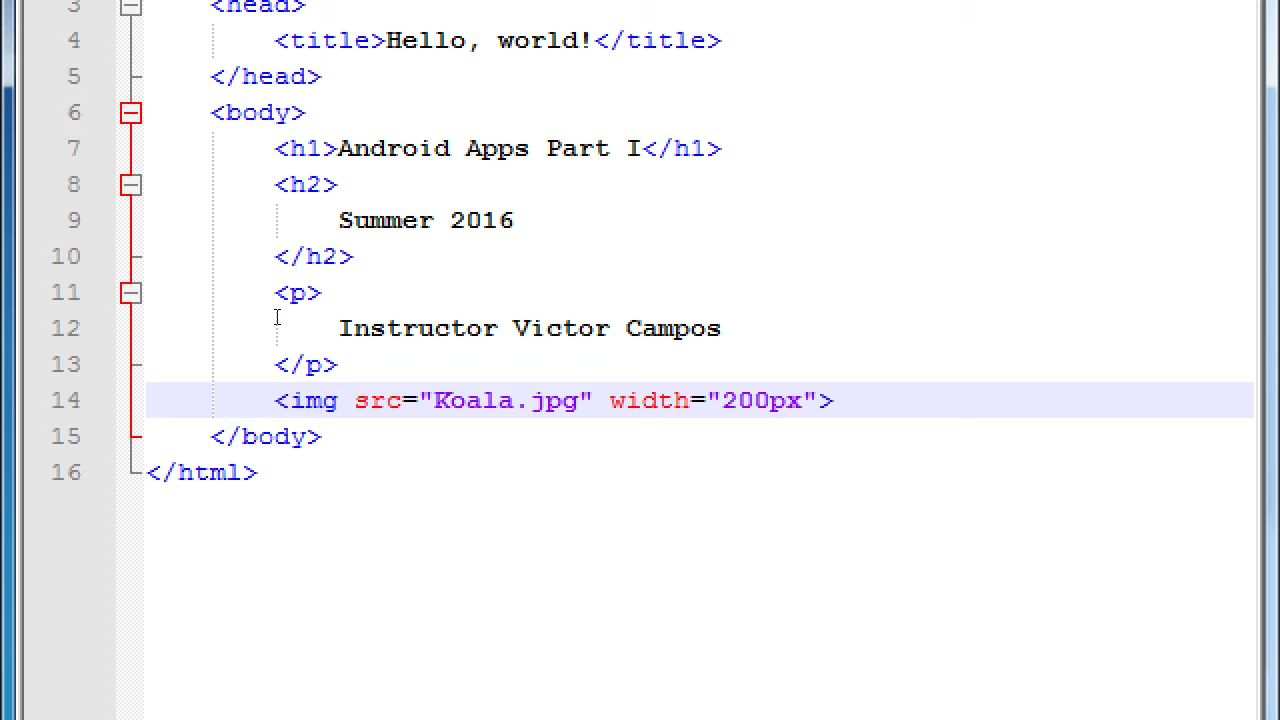 3 <head>
4 <title>Hello, world!</title>
5 </head>
6 <body>
7 <h1>Android Apps Part I</h1>
8 <h2>
9 Summer 2016
10 </h2>
11 <p>
12 Instructor Victor Campos
13 </p>
14 <img src="Koala.jpg" width="200px">
15 </body>
16 </html>